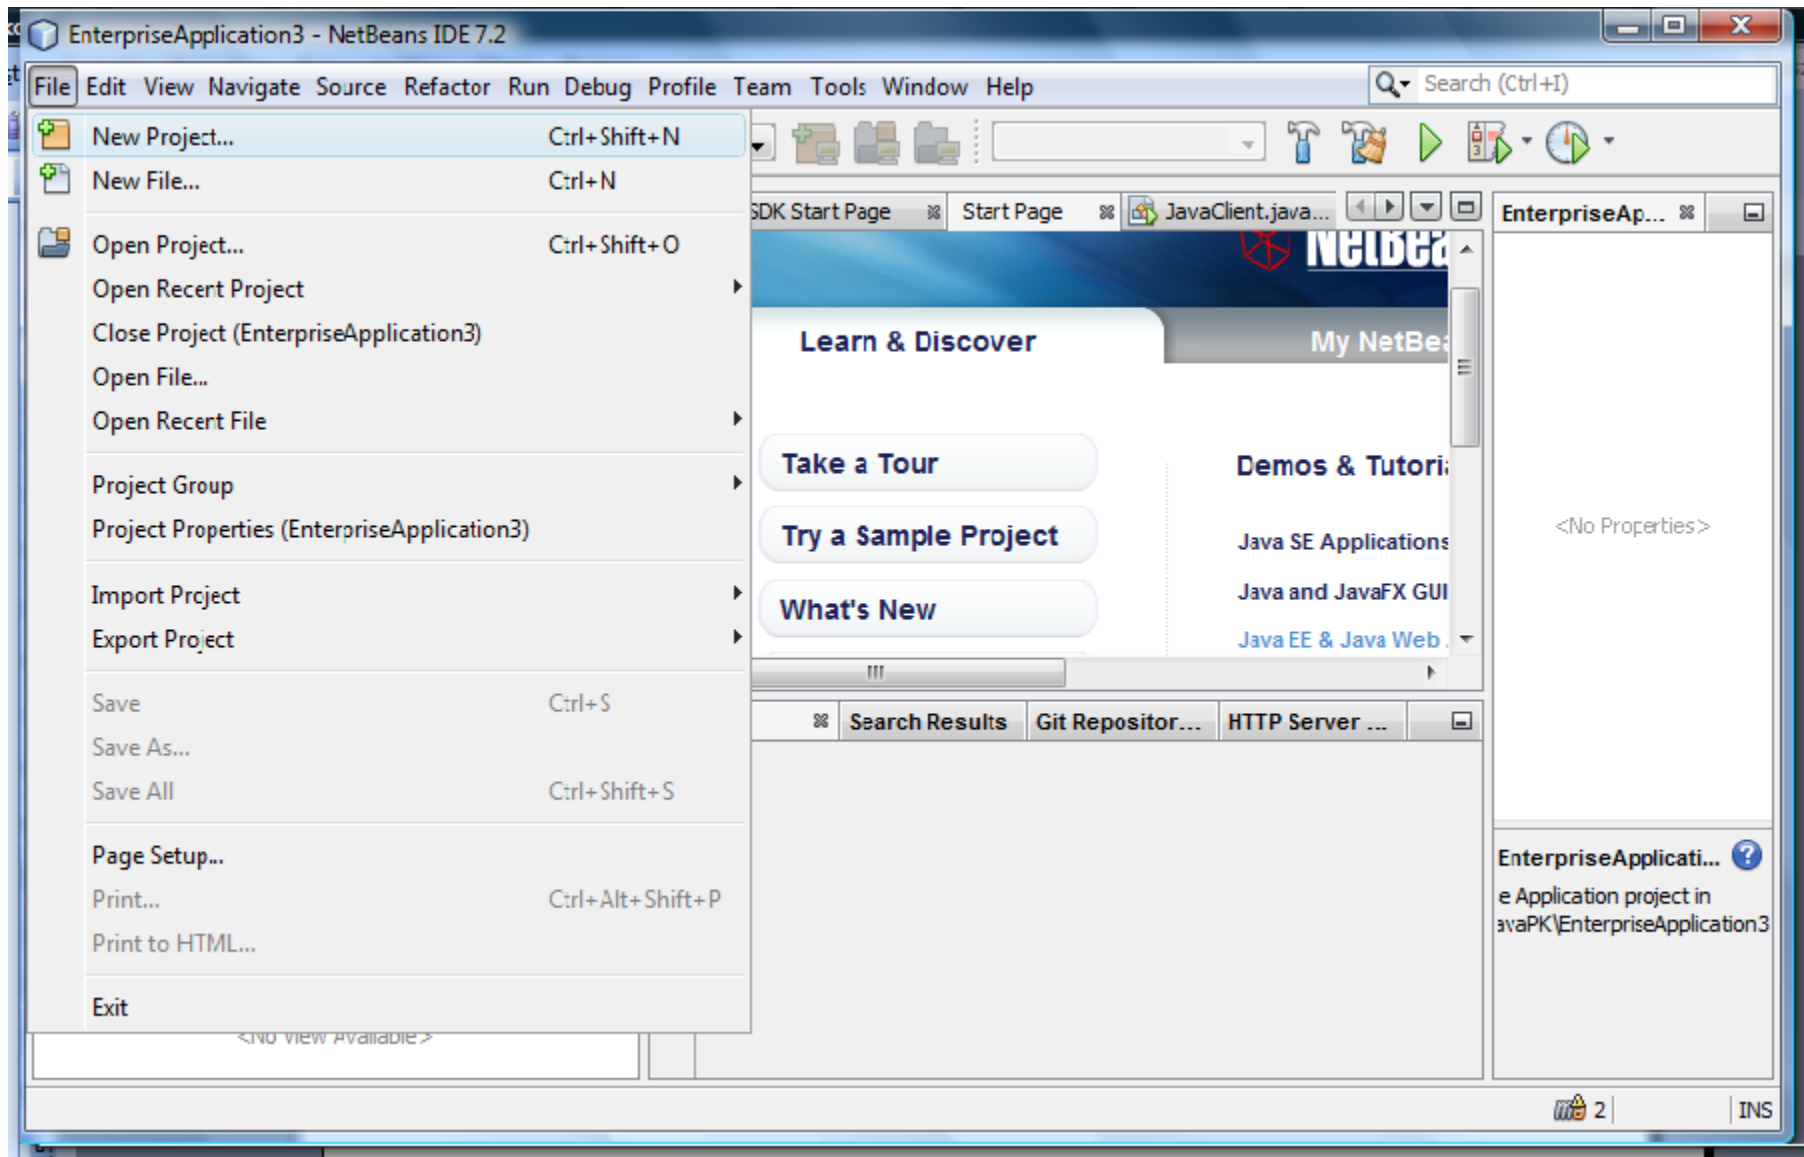 EnterpriseApplication3 - NetBeans IDE 7.2
File Edit View Navigate Source Refactor Run Debug Profile Team Tools Window Help
Search (Ctrl+I)
New Project... Ctrl+Shift+N
New File... Ctrl+N
Open Project... Ctrl+Shift+O
Open Recent Project
Close Project (EnterpriseApplication3)
Open File...
Open Recent File
Project Group
Project Properties (EnterpriseApplication3)
Import Project
Export Project
Save Ctrl+S
Save As...
Save All Ctrl+Shift+S
Page Setup...
Print... Ctrl+Alt+Shift+P
Print to HTML...
Exit
<No View Available>
SDK Start Page
Start Page
JavaClient.java...
NetBea
Learn & Discover
My NetBea
Take a Tour
Try a Sample Project
What's New
Demos & Tutori
Java SE Applications
Java and JavaFX GUI
Java EE & Java Web
Search Results
Git Repositor...
HTTP Server ...
EnterpriseAp...
<No Properties>
EnterpriseApplicati...
e Application project in
avaPK\EnterpriseApplication3
2
INS